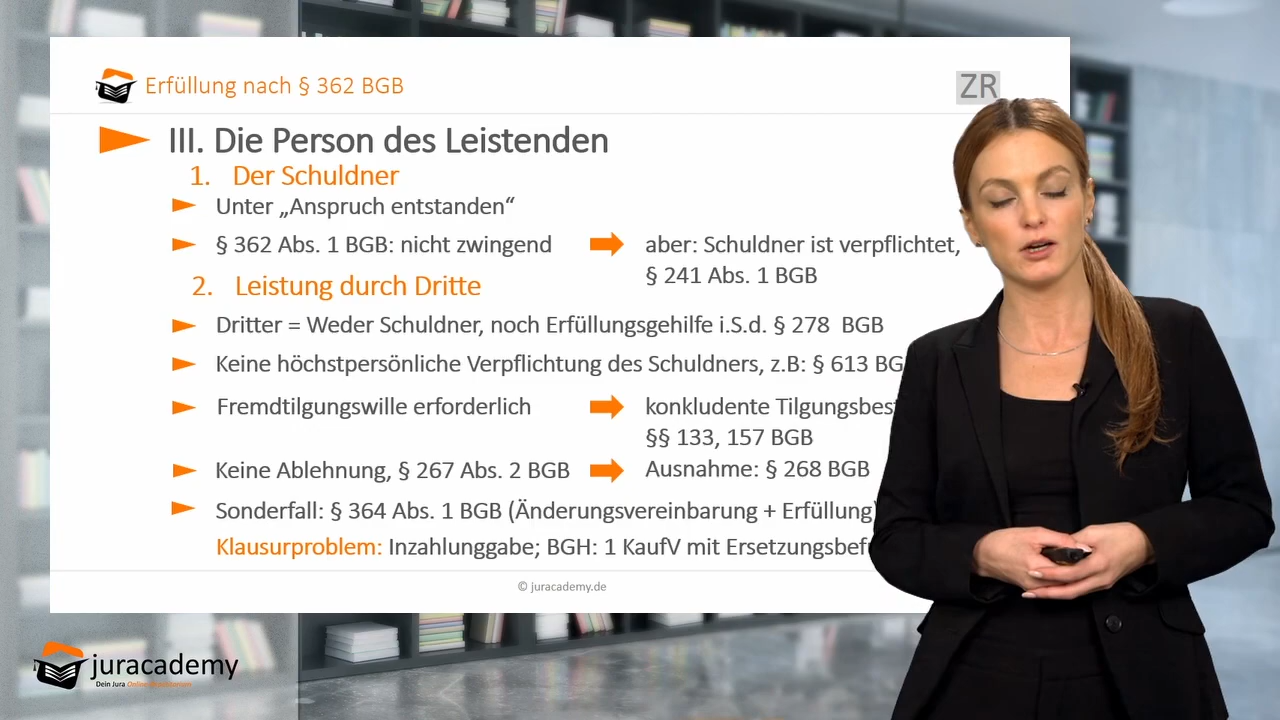 Erfüllung nach § 362 BGB
ZR
III. Die Person des Leistenden
1. Der Schuldner
Unter „Anspruch entstanden“
§ 362 Abs. 1 BGB: nicht zwingend
aber: Schuldner ist verpflichtet,
§ 241 Abs. 1 BGB
2. Leistung durch Dritte
Dritter = Weder Schuldner, noch Erfüllungsgehilfe i.S.d. § 278 BGB
Keine höchstpersönliche Verpflichtung des Schuldners, z.B: § 613
Fremdtilgungswille erforderlich
konkludente
§§ 133, 157 BGB
Keine Ablehnung, § 267 Abs. 2 BGB
Ausnahme: § 268 BGB
Sonderfall: § 364 Abs. 1 BGB (Änderungsvereinbarung + Erfüllung)
Klausurproblem: Inzahlunggabe; BGH: 1 KaufV mit
© juracademy.de
juracademy
Dein Jura